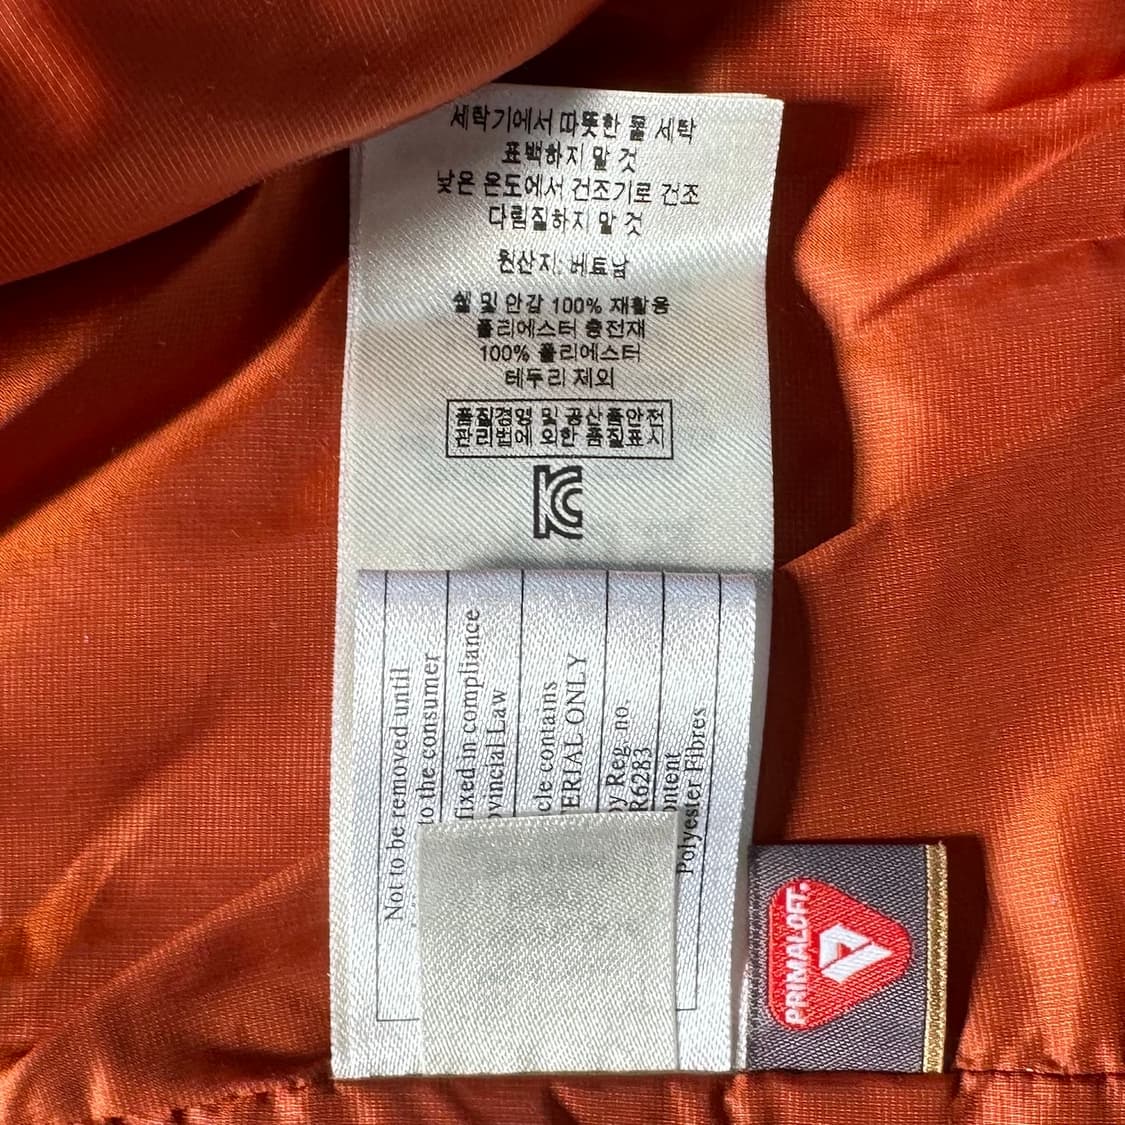 세탁기에서 따뜻한 물 세탁
표백하지 말 것
낮은 온도에서 건조기로 건조
다림질하지 말 것
원산지: 베트남
쉘 및 안감 100% 재활용
폴리에스터 충전재
100% 폴리에스터
테두리 제외
품질경영 및 공산품안전
관리법에 의한 품질표시
Not to be removed until
to the consumer
fixed in compliance
vincial Law
cle contains
ERIAL ONLY
by Reg. no.
R6283
ontent
Polyester Fibres
PRIMALOFT